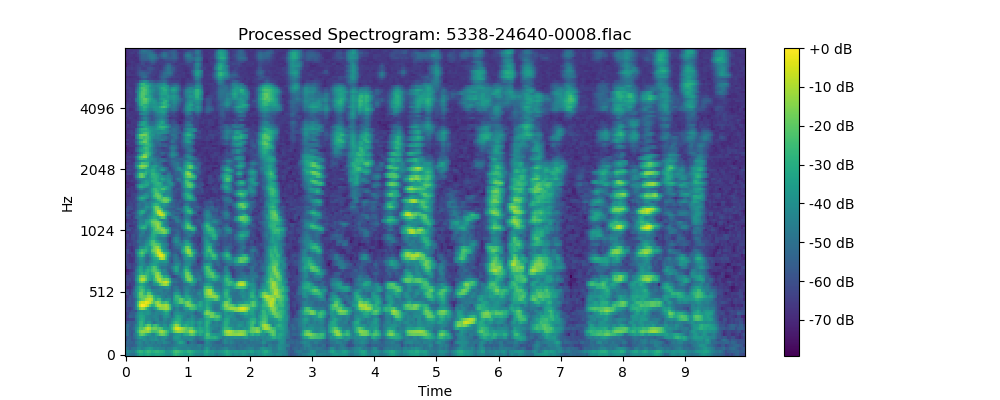 Processed Spectrogram: 5338-24640-0008.flac
Hz
4096
2048
1024
512
0
0 1 2 3 4 5 6 7 8 9
Time
+0 dB
-10 dB
-20 dB
-30 dB
-40 dB
-50 dB
-60 dB
-70 dB